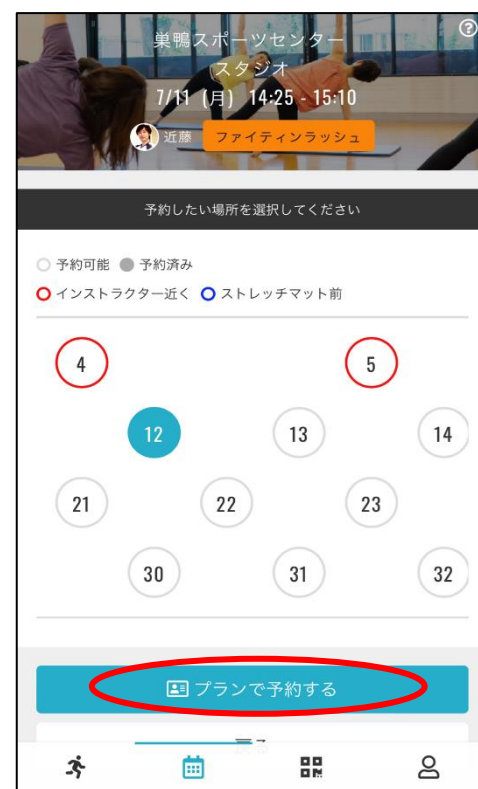 巣鴨スポーツセンター
スタジオ
7/11 (月) 14:25 - 15:10
近藤 ファイティンラッシュ
予約したい場所を選択してください
予約可能 予約済み
インストラクター近く ストレッチマット前
4 5
12 13 14
21 22 23
30 31 32
プランで予約する